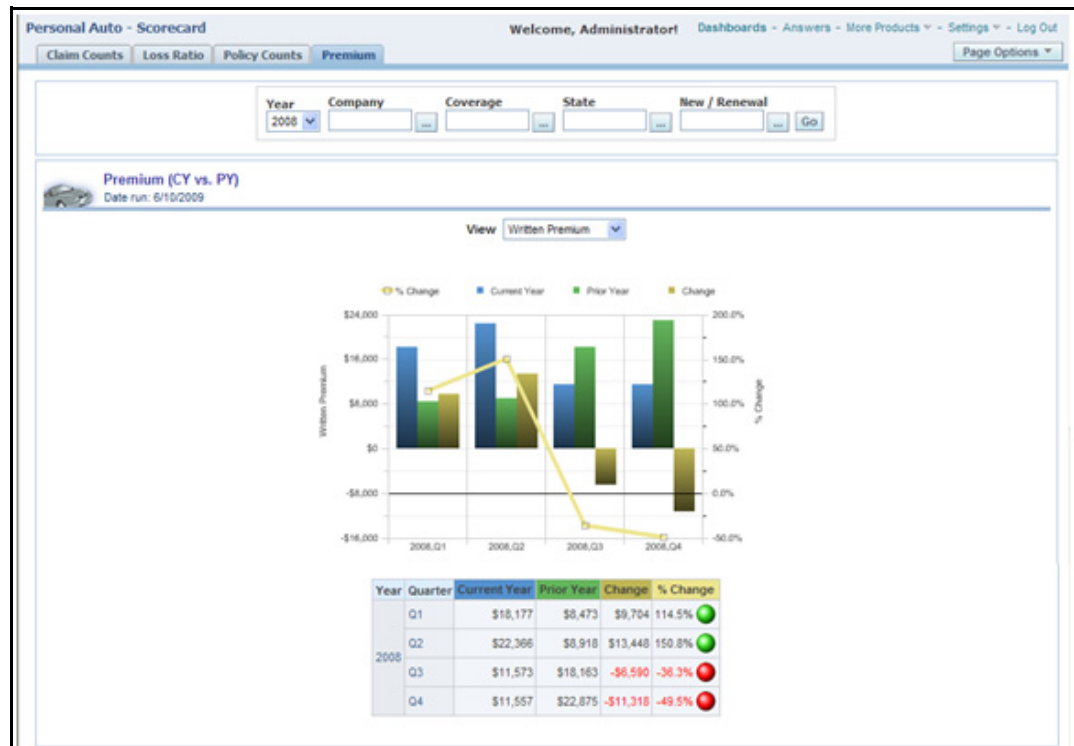 Personal Auto - Scorecard Welcome, Administrator! Dashboards - Answers - More Products - Settings - Log Out
Claim Counts Loss Ratio Policy Counts Premium Page Options
Year Company Coverage State New / Renewal
2008 ... ... ... ... Go
Premium (CY vs. PY)
Date run: 6/10/2009
View Written Premium
% Change Current Year Prior Year Change
$24,000 200.0%
$16,000 150.0%
$8,000 100.0%
$0 50.0%
-$8,000 0.0%
-$16,000 -50.0%
Written Premium
% Change
2008,Q1 2008,Q2 2008,Q3 2008,Q4
Year Quarter Current Year Prior Year Change % Change
2008
Q1 $18,177 $8,473 $9,704 114.5%
Q2 $22,366 $8,918 $13,448 150.8%
Q3 $11,573 $18,163 -$6,590 -36.3%
Q4 $11,557 $22,875 -$11,318 -49.5%